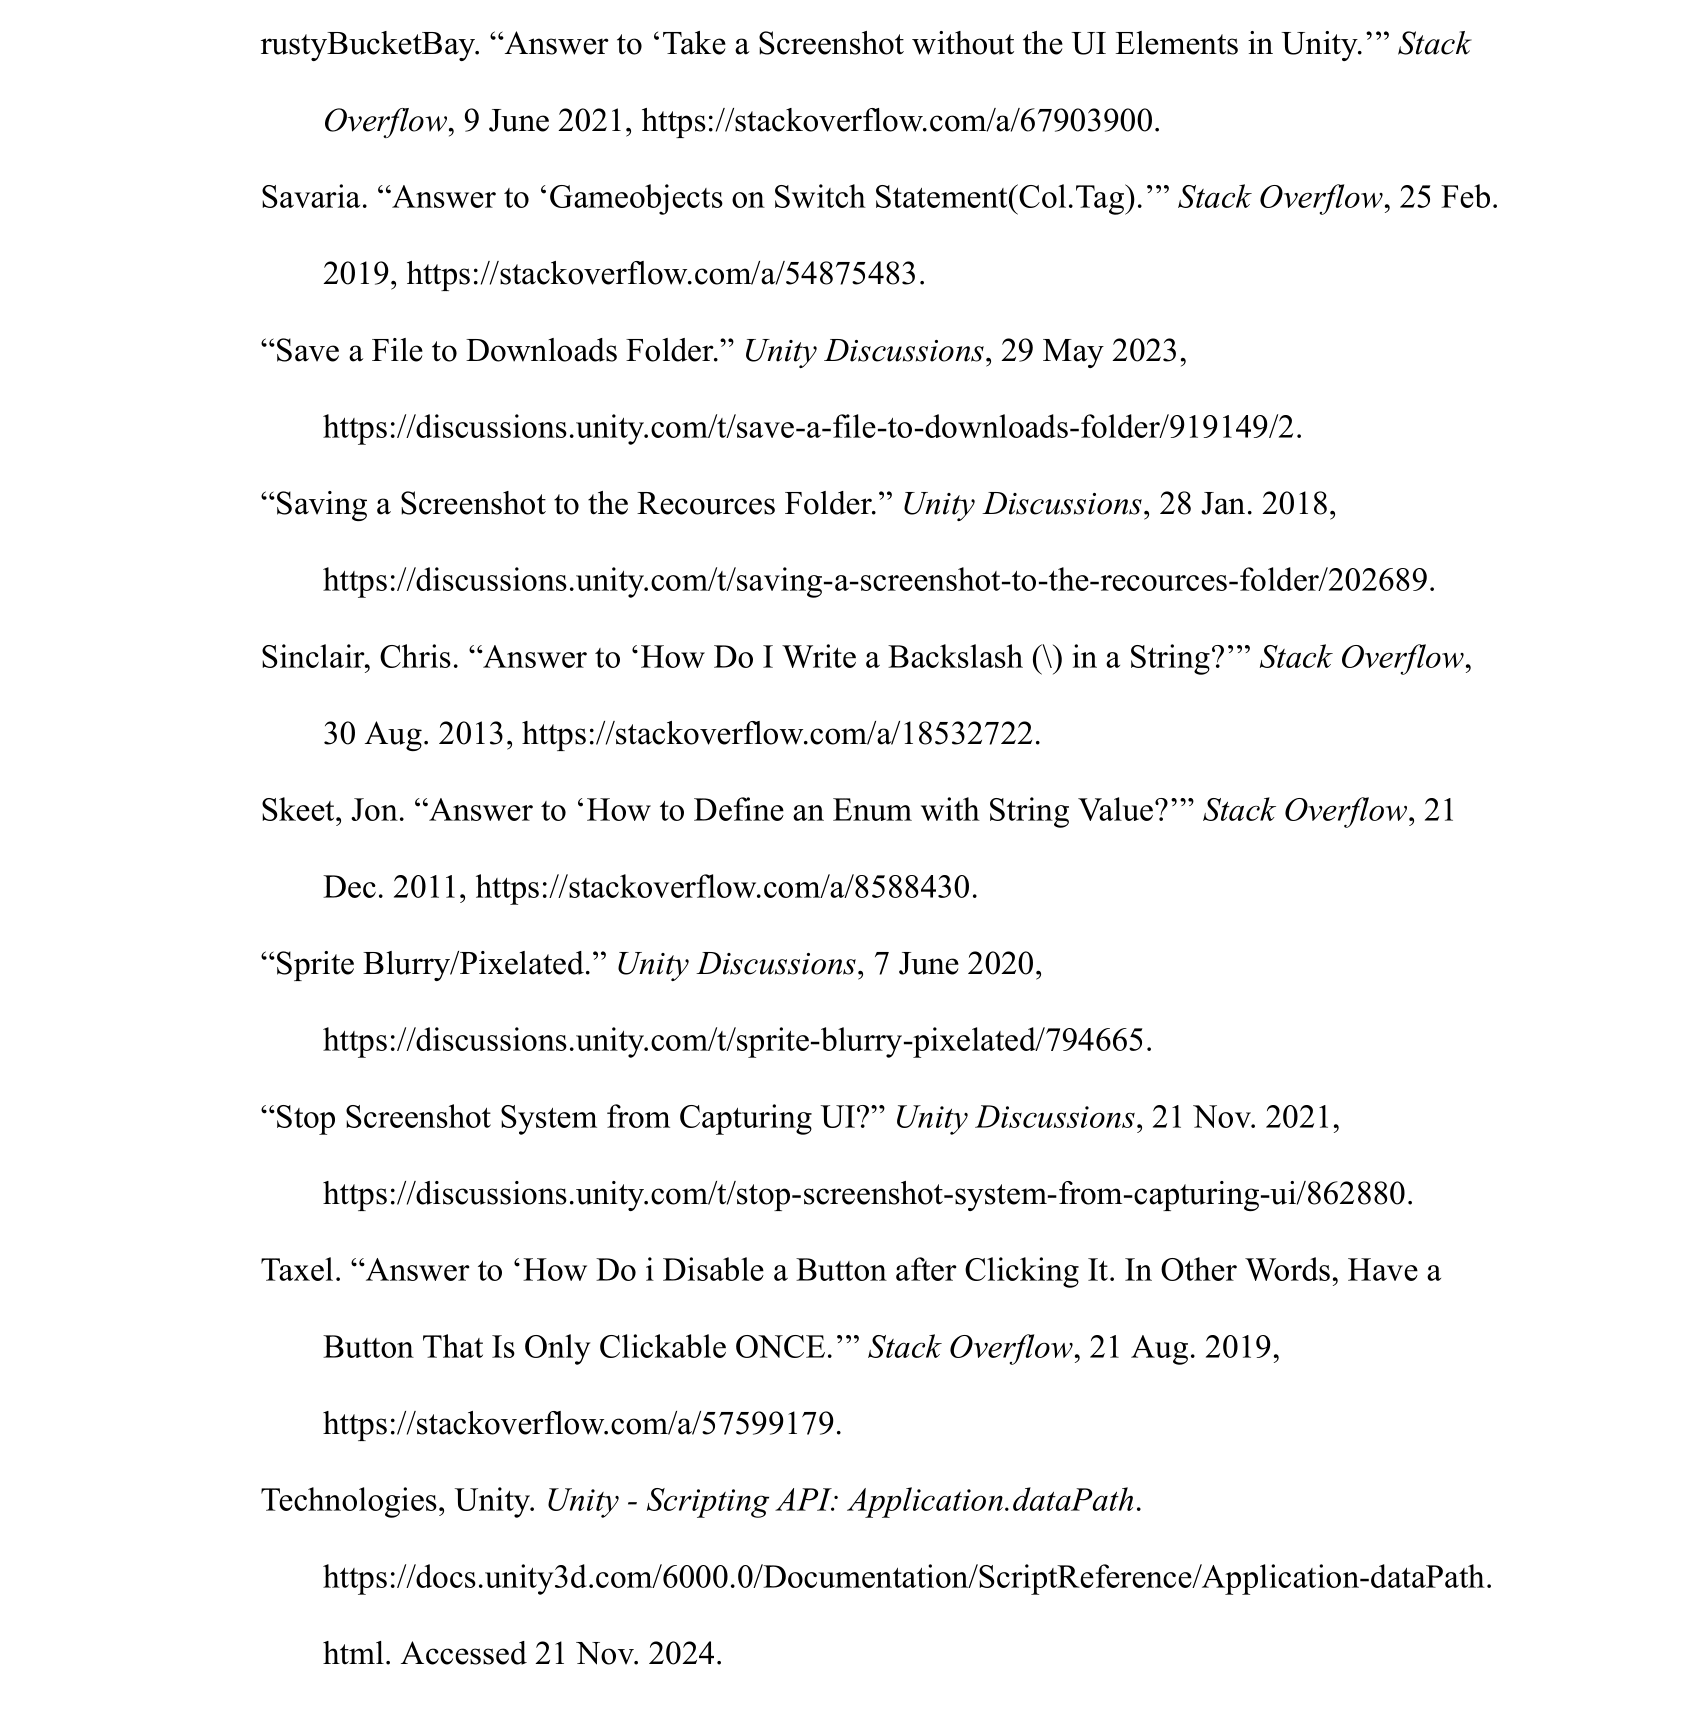 rustyBucketBay. “Answer to ‘Take a Screenshot without the UI Elements in Unity.’” Stack
Overflow, 9 June 2021, https://stackoverflow.com/a/67903900.
Savaria. “Answer to ‘Gameobjects on Switch Statement(Col.Tag).’” Stack Overflow, 25 Feb.
2019, https://stackoverflow.com/a/54875483.
“Save a File to Downloads Folder.” Unity Discussions, 29 May 2023,
https://discussions.unity.com/t/save-a-file-to-downloads-folder/919149/2.
“Saving a Screenshot to the Recources Folder.” Unity Discussions, 28 Jan. 2018,
https://discussions.unity.com/t/saving-a-screenshot-to-the-recources-folder/202689.
Sinclair, Chris. “Answer to ‘How Do I Write a Backslash (\) in a String?’” Stack Overflow,
30 Aug. 2013, https://stackoverflow.com/a/18532722.
Skeet, Jon. “Answer to ‘How to Define an Enum with String Value?’” Stack Overflow, 21
Dec. 2011, https://stackoverflow.com/a/8588430.
“Sprite Blurry/Pixelated.” Unity Discussions, 7 June 2020,
https://discussions.unity.com/t/sprite-blurry-pixelated/794665.
“Stop Screenshot System from Capturing UI?” Unity Discussions, 21 Nov. 2021,
https://discussions.unity.com/t/stop-screenshot-system-from-capturing-ui/862880.
Taxel. “Answer to ‘How Do i Disable a Button after Clicking It. In Other Words, Have a
Button That Is Only Clickable ONCE.’” Stack Overflow, 21 Aug. 2019,
https://stackoverflow.com/a/57599179.
Technologies, Unity. Unity - Scripting API: Application.dataPath.
https://docs.unity3d.com/6000.0/Documentation/ScriptReference/Application-dataPath.
html. Accessed 21 Nov. 2024.